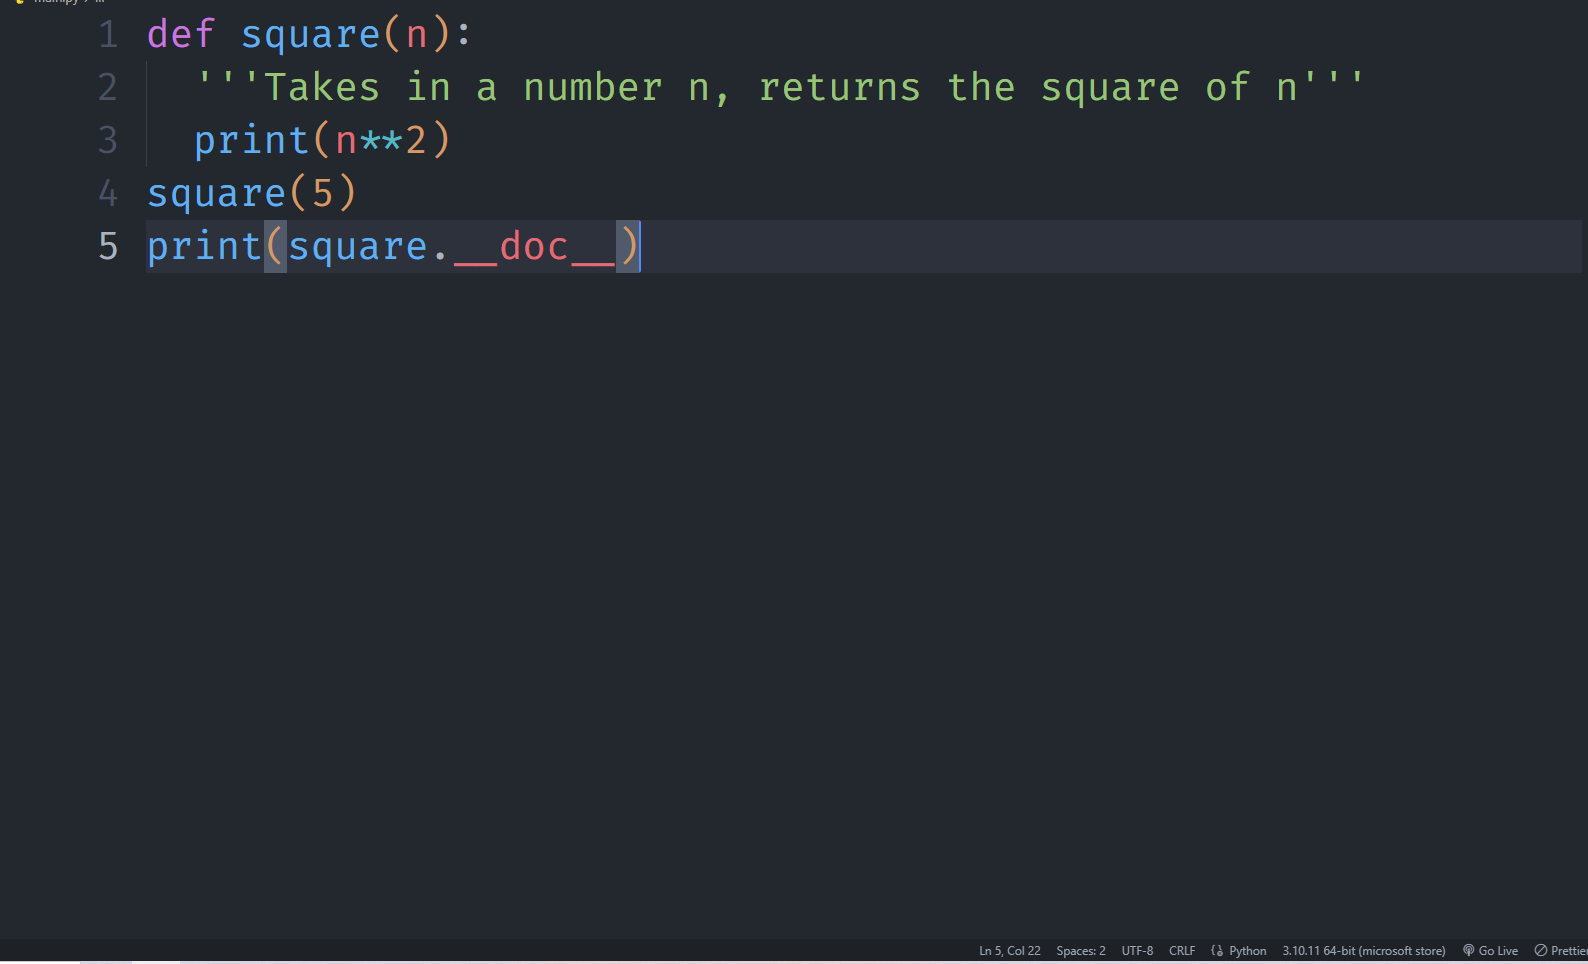 1 def square(n):
2   '''Takes in a number n, returns the square of n'''
3   print(n**2)
4 square(5)
5 print(square.__doc__)
Ln 5, Col 22 Spaces: 2 UTF-8 CRLF Python 3.10.11 64-bit (microsoft store) Go Live